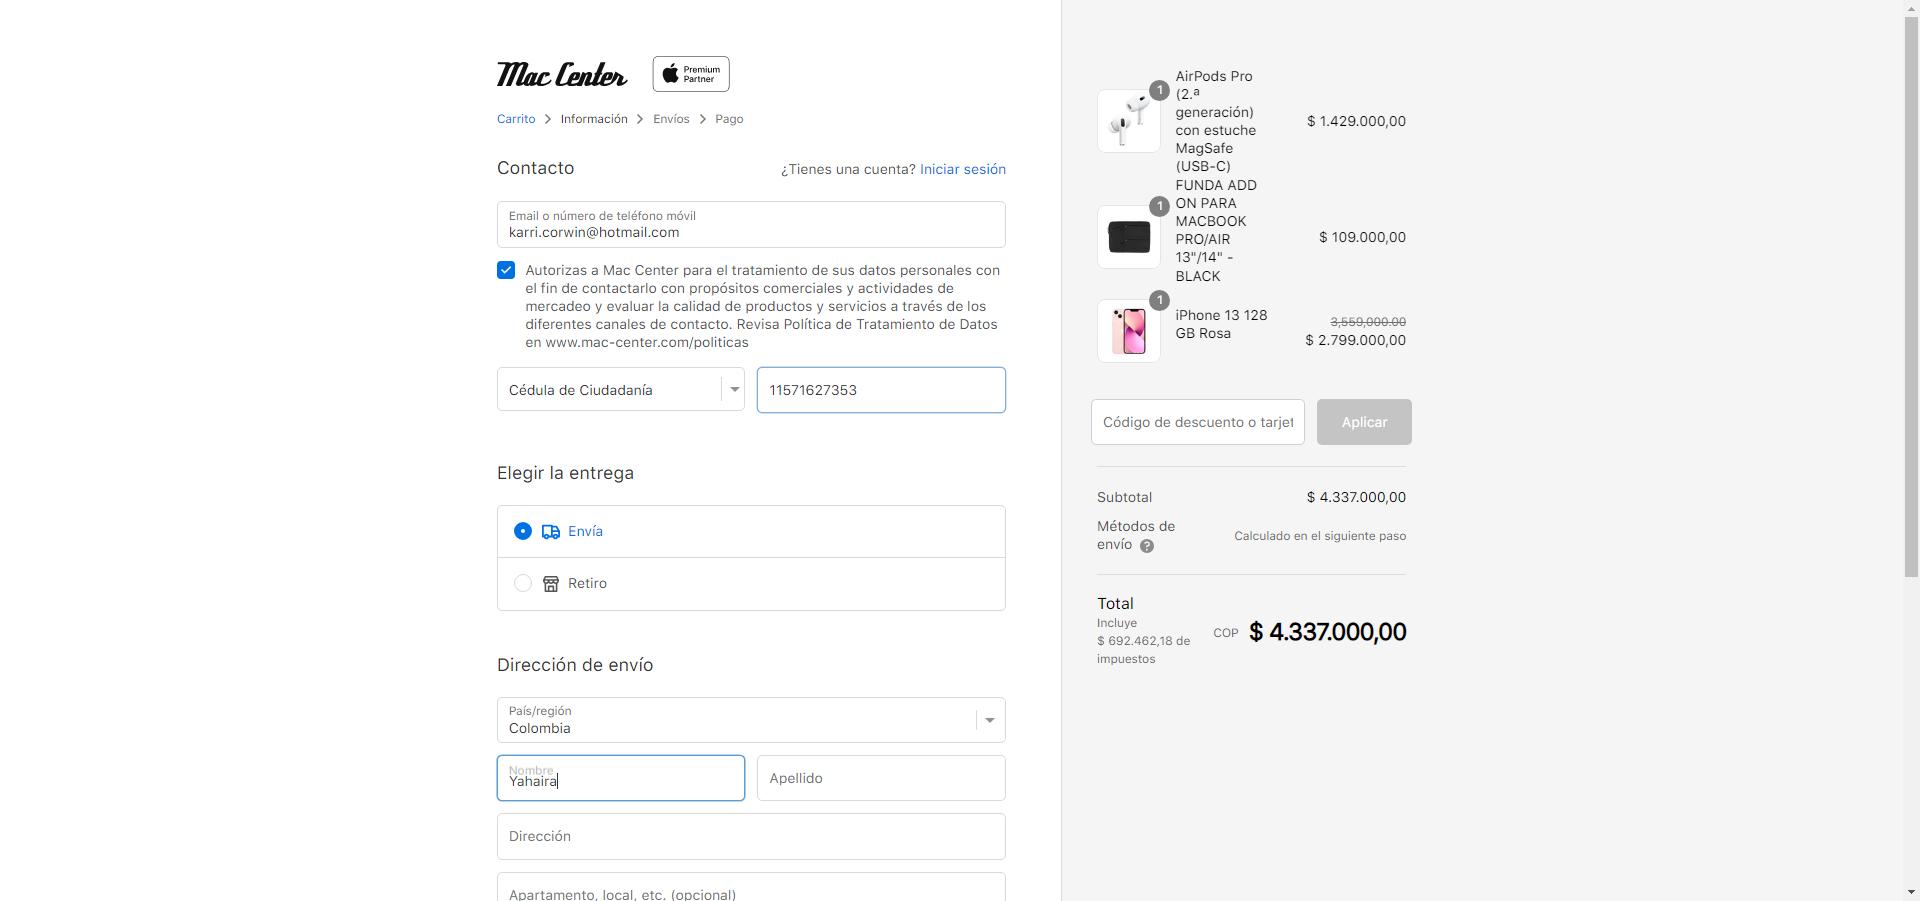 Mac Center
Premium
Partner
Carrito > Información > Envíos > Pago
Contacto
¿Tienes una cuenta? Iniciar sesión
Email o número de teléfono móvil
karri.corwin@hotmail.com
Autorizas a Mac Center para el tratamiento de sus datos personales con
el fin de contactarlo con propósitos comerciales y actividades de
mercadeo y evaluar la calidad de productos y servicios a través de los
diferentes canales de contacto. Revisa Política de Tratamiento de Datos
en www.mac-center.com/politicas
Cédula de Ciudadanía
11571627353
Elegir la entrega
Envía
Retiro
Dirección de envío
País/región
Colombia
Nombre
Yahaira
Apellido
Dirección
Apartamento, local, etc. (opcional)
1
AirPods Pro
(2.ª
generación)
con estuche
MagSafe
(USB-C)
$ 1.429.000,00
1
FUNDA ADD
ON PARA
MACBOOK
PRO/AIR
13"/14" -
BLACK
$ 109.000,00
1
iPhone 13 128
GB Rosa
3,559,000.00
$ 2.799.000,00
Código de descuento o tarjet
Aplicar
Subtotal
$ 4.337.000,00
Métodos de
envío ?
Calculado en el siguiente paso
Total
Incluye
$ 692.462,18 de
impuestos
COP $ 4.337.000,00